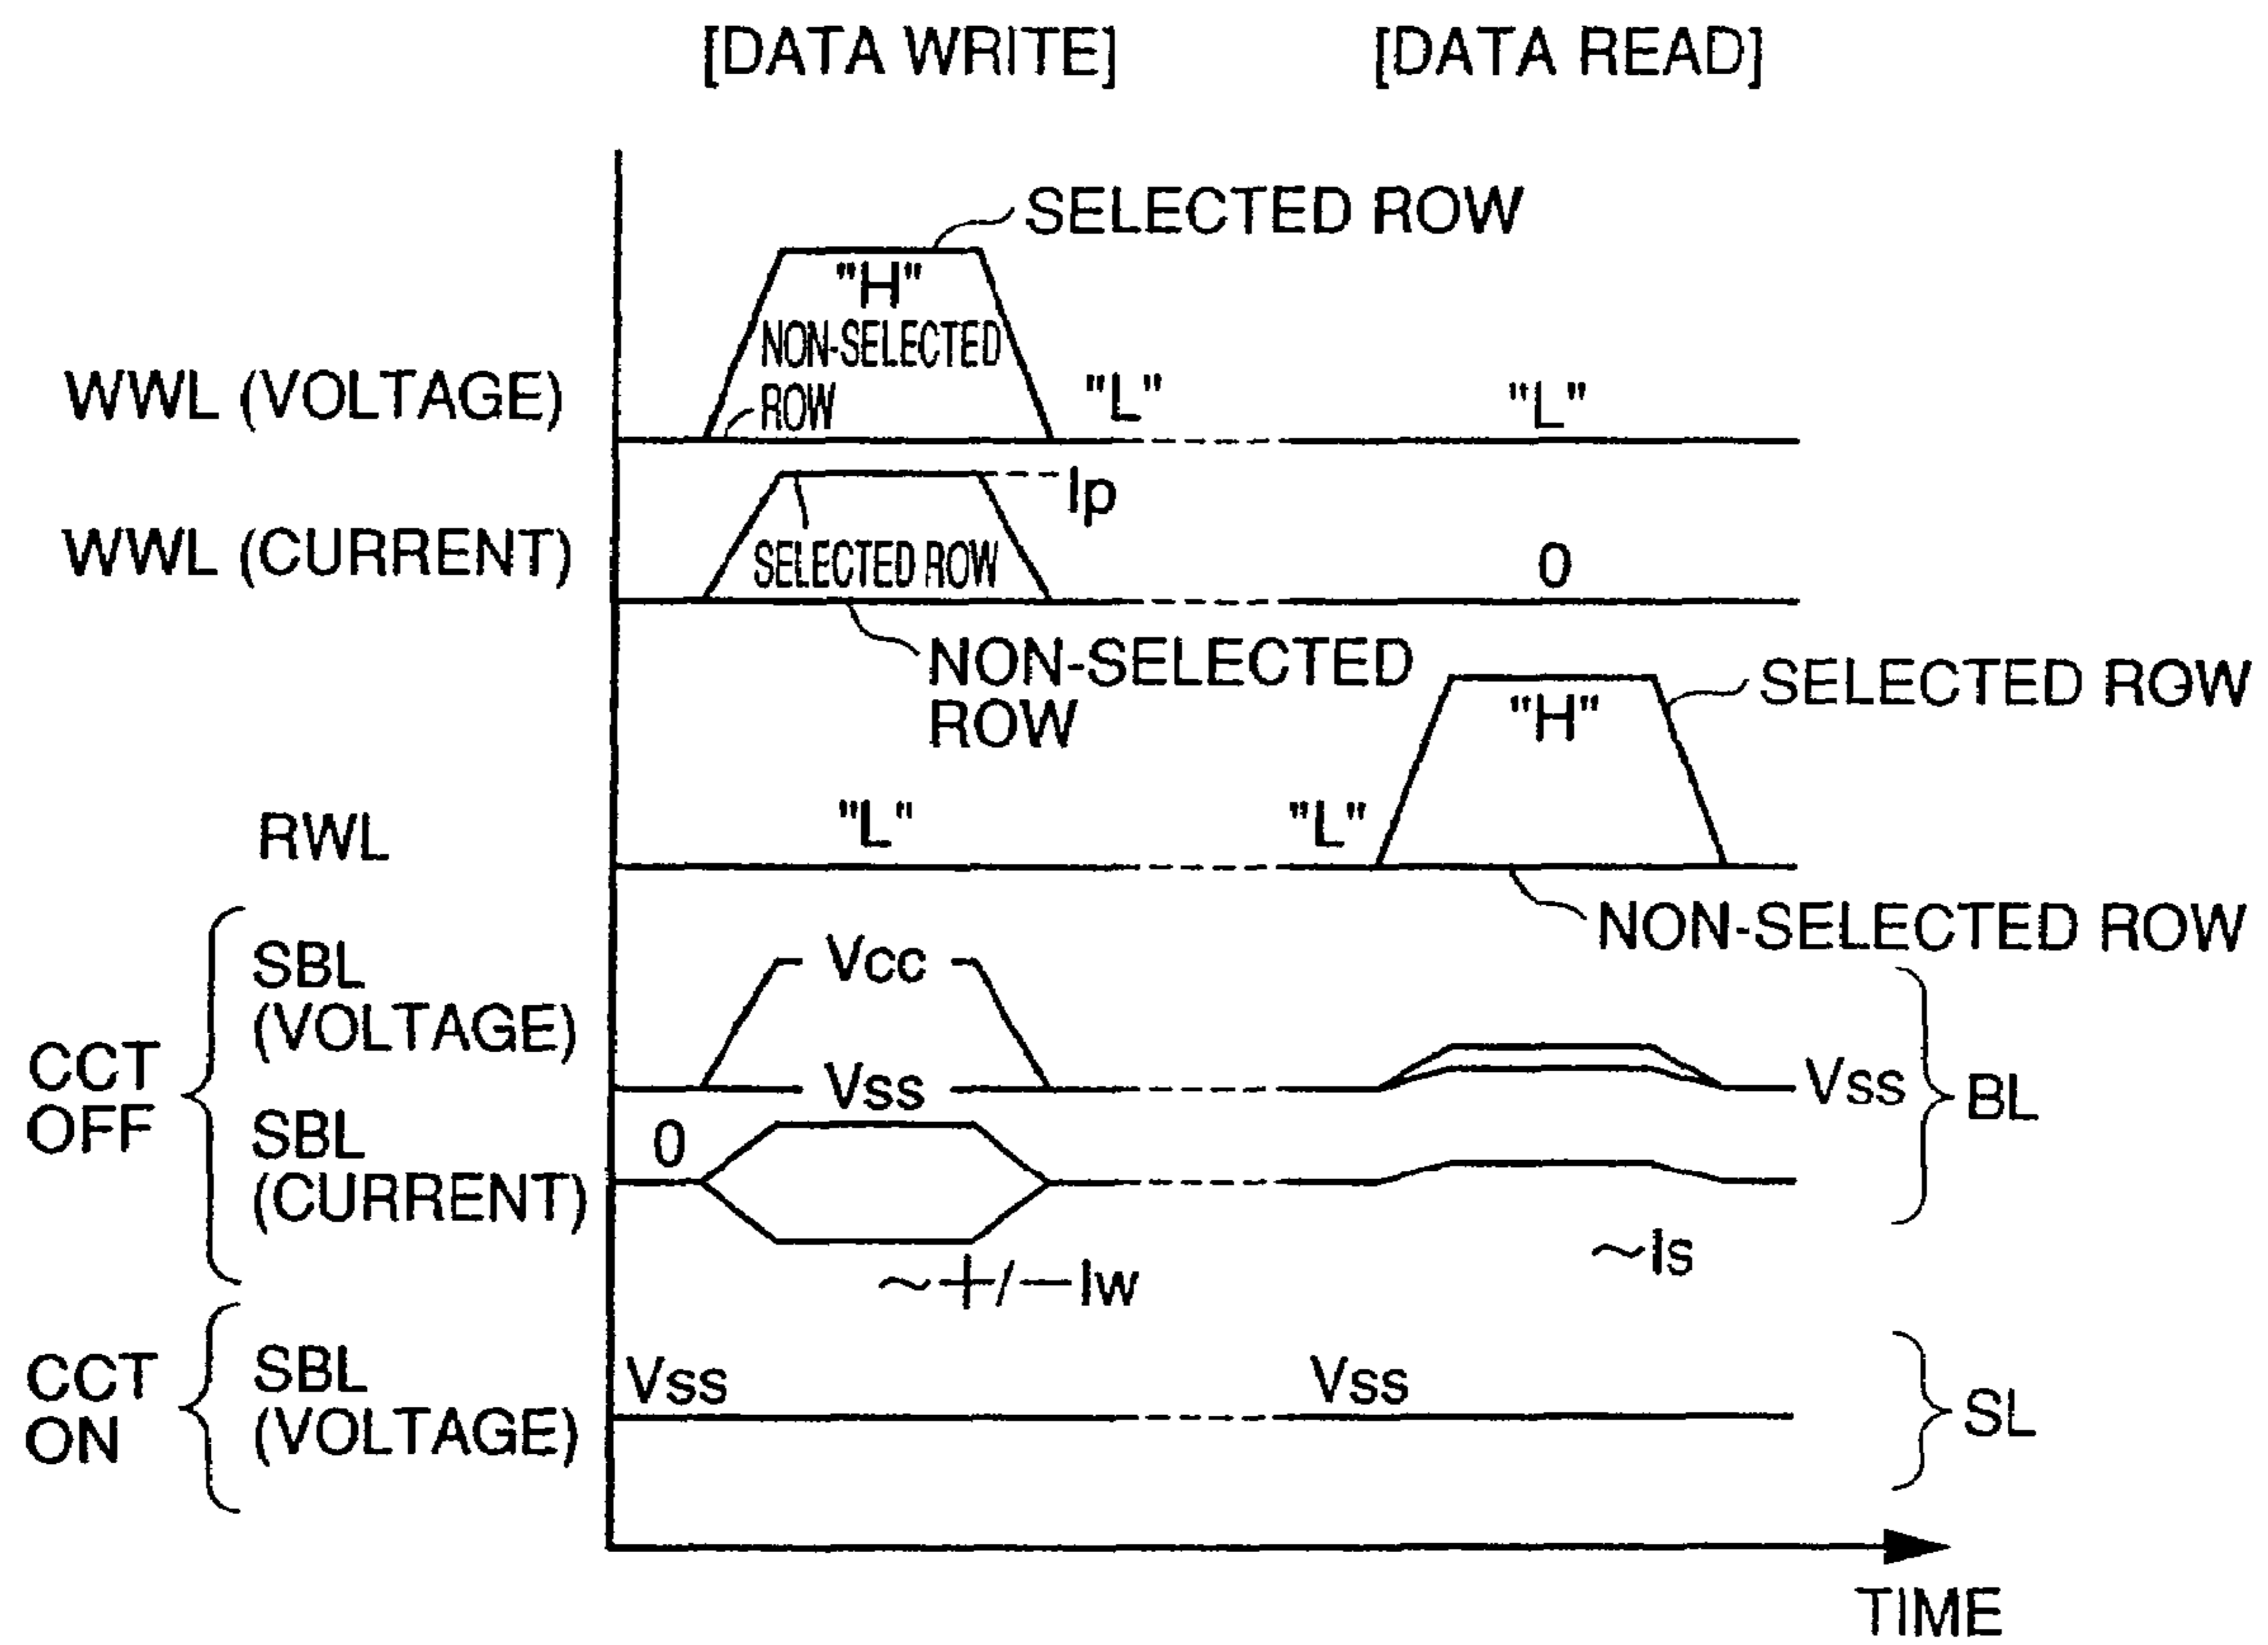 [DATA WRITE] [DATA READ]
SELECTED ROW
"H"
NON-SELECTED
ROW
WWL (VOLTAGE)
"L"
"L"
Ip
WWL (CURRENT)
SELECTED ROW
0
NON-SELECTED
ROW
SELECTED ROW
"H"
RWL
"L"
"L"
NON-SELECTED ROW
CCT
OFF
SBL
(VOLTAGE)
Vcc
Vss
Vss
BL
SBL
(CURRENT)
0
~+/−Iw
~Is
CCT
ON
SBL
(VOLTAGE)
Vss
Vss
SL
TIME